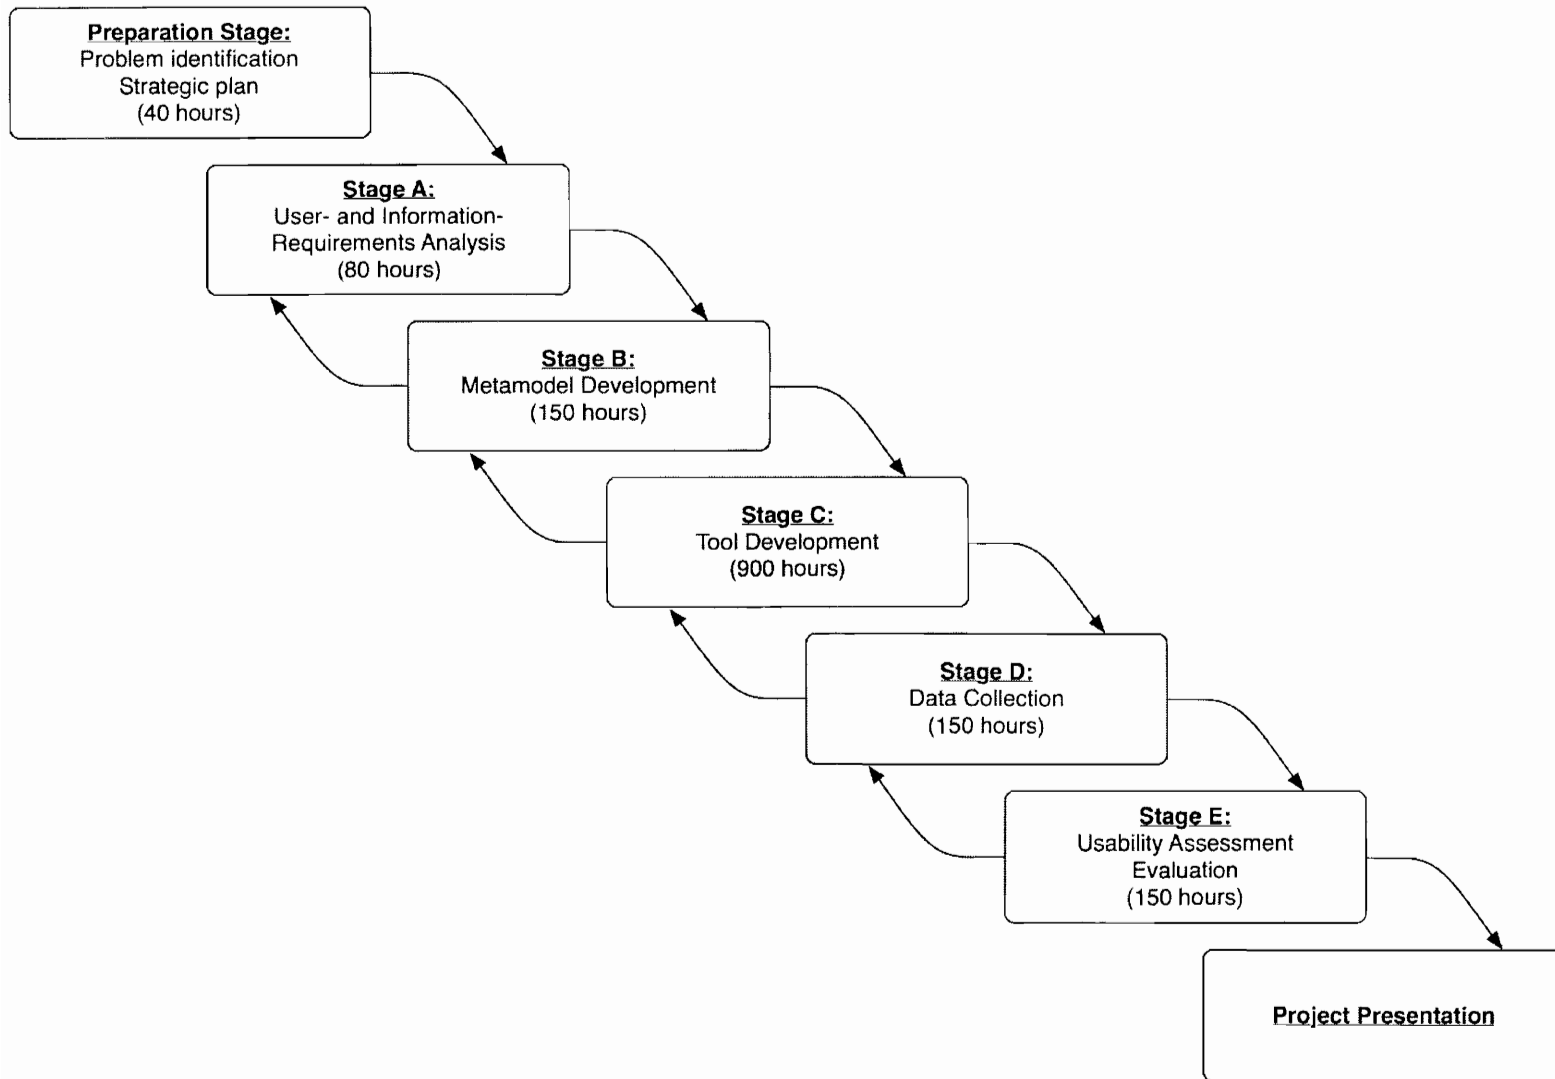 Preparation Stage:
Problem identification
Strategic plan
(40 hours)
Stage A:
User- and Information-
Requirements Analysis
(80 hours)
Stage B:
Metamodel Development
(150 hours)
Stage C:
Tool Development
(900 hours)
Stage D:
Data Collection
(150 hours)
Stage E:
Usability Assessment
Evaluation
(150 hours)
Project Presentation